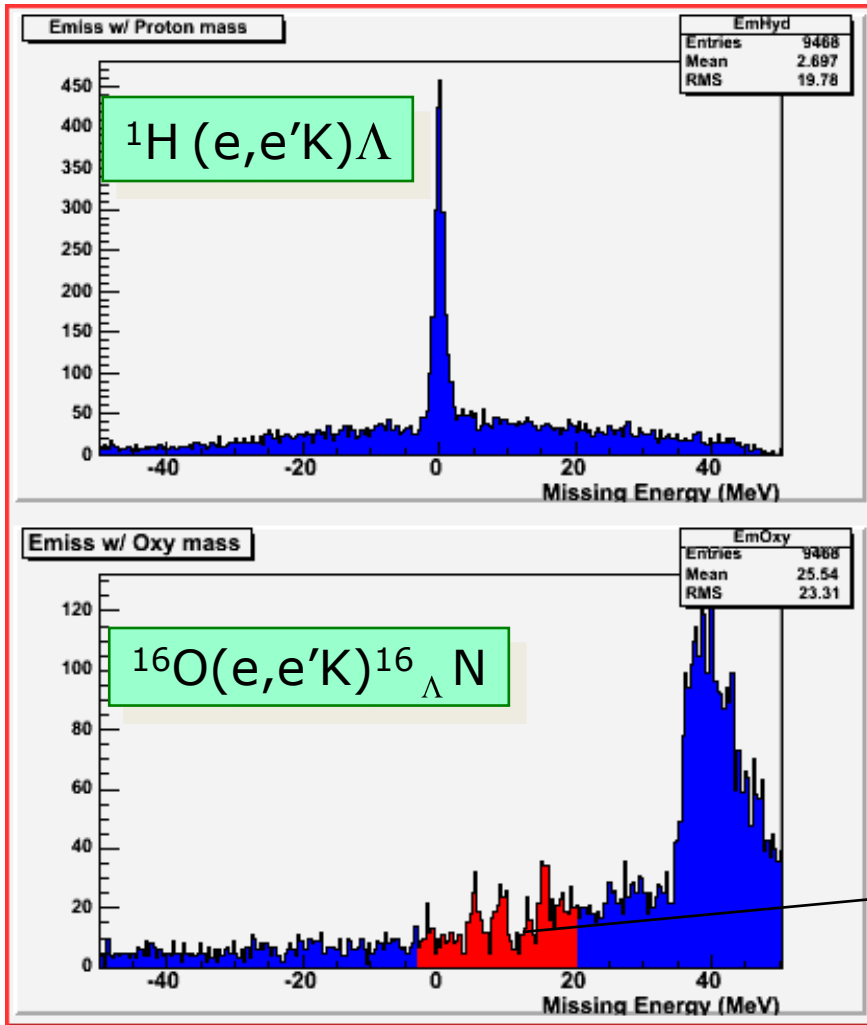 Emiss w/ Proton mass
EmHyd
Entries 9468
Mean 2.697
RMS 19.78
¹H (e,e′K)Λ
450
400
350
300
250
200
150
100
50
0
-40 -20 0 20 40
Missing Energy (MeV)
Emiss w/ Oxy mass
EmOxy
Entries 9468
Mean 25.54
RMS 23.31
¹⁶O(e,e′K)¹⁶ΛN
120
100
80
60
40
20
0
-40 -20 0 20 40
Missing Energy (MeV)